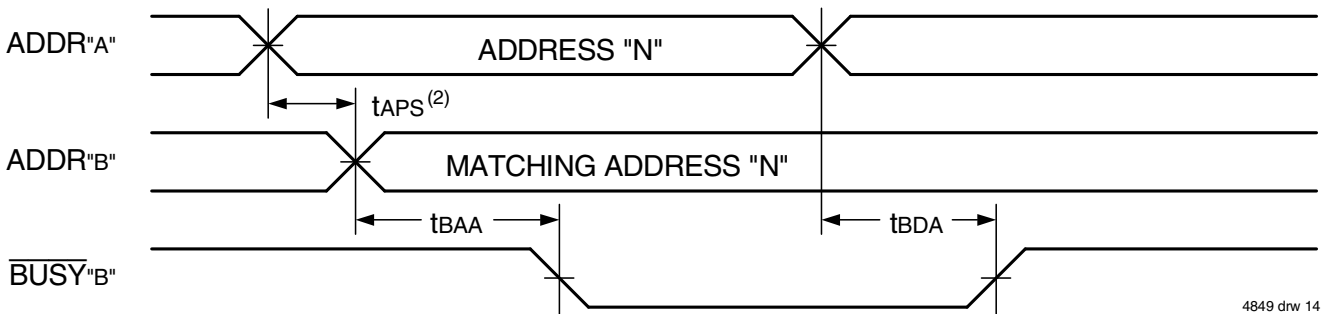 ADDR"A"
ADDRESS "N"
tAPS(2)
ADDR"B"
MATCHING ADDRESS "N"
tBAA
tBDA
BUSY"B"
4849 drw 14